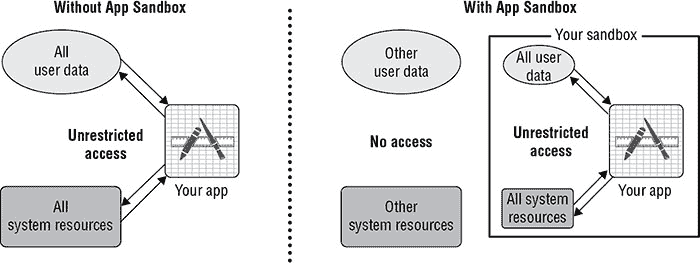 Without App Sandbox
All
user data
Unrestricted
access
Your app
All
system resources
With App Sandbox
Other
user data
No access
Other
system resources
Your sandbox
All user
data
Unrestricted
access
Your app
All system
resources